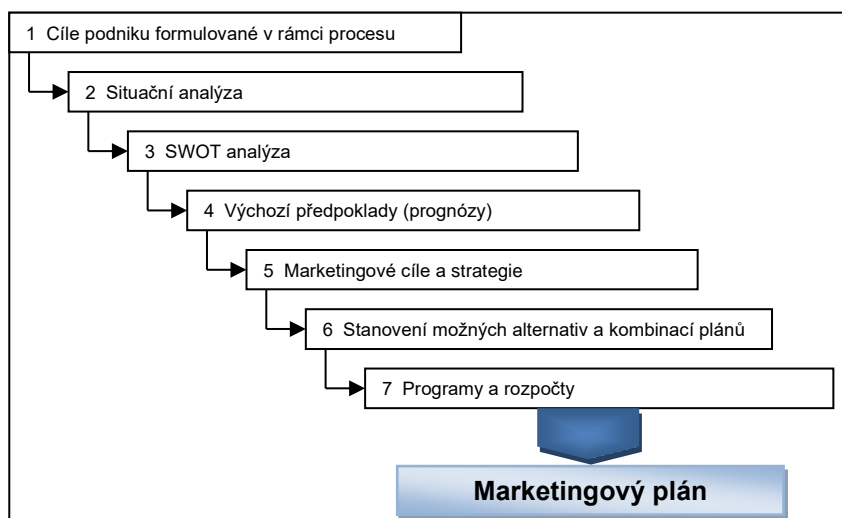 1 Cíle podniku formulované v rámci procesu
2 Situační analýza
3 SWOT analýza
4 Výchozí předpoklady (prognózy)
5 Marketingové cíle a strategie
6 Stanovení možných alternativ a kombinací plánů
7 Programy a rozpočty
Marketingový plán